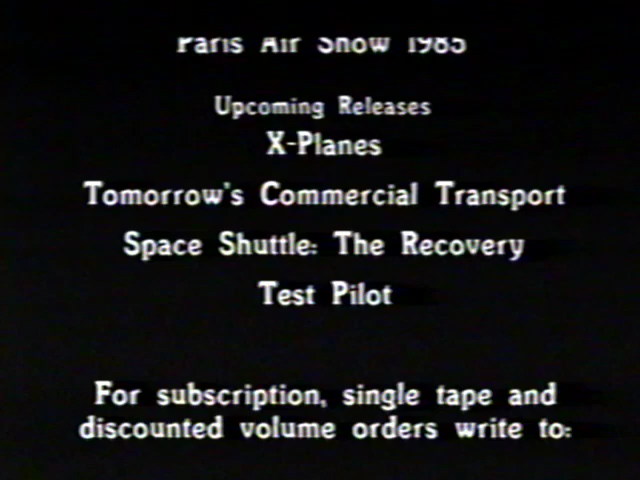 Paris Air Show 1985
Upcoming Releases
X-Planes
Tomorrow's Commercial Transport
Space Shuttle: The Recovery
Test Pilot
For subscription, single tape and
discounted volume orders write to: